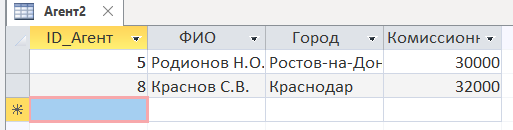 Агент2
ID_Агент ФИО Город Комиссионн
5 Родионов Н.О. Ростов-на-Дон 30000
8 Краснов С.В. Краснодар 32000